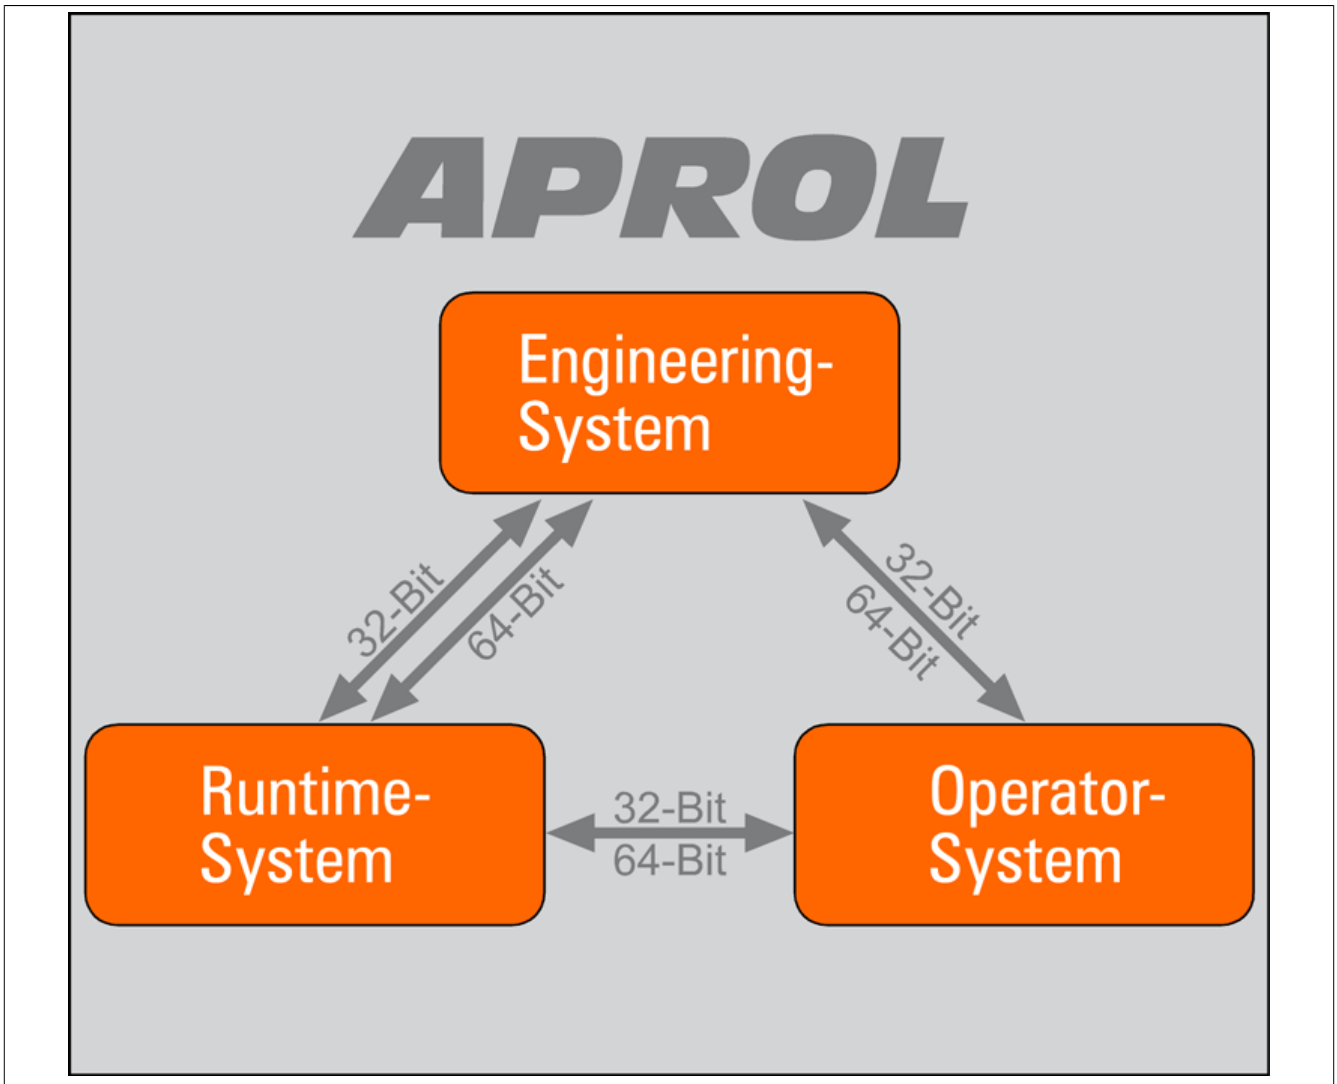 APROL
Engineering-
System
32-Bit
64-Bit
32-Bit
64-Bit
Runtime-
System
32-Bit
64-Bit
Operator-
System